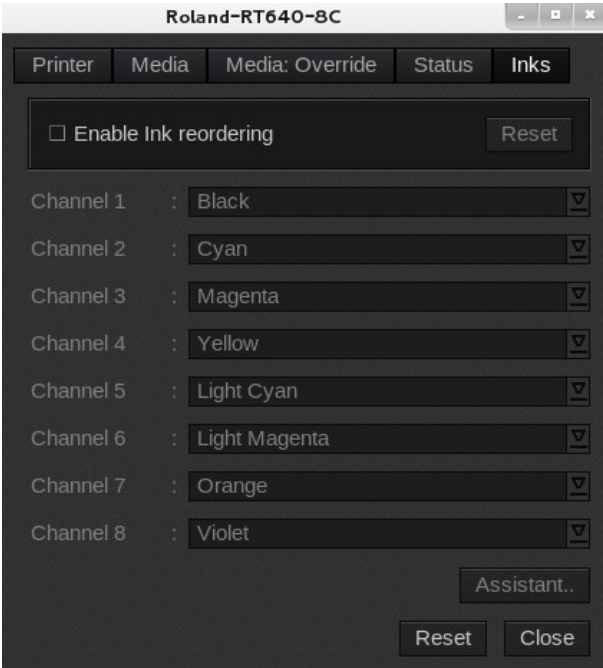 Roland-RT640-8C
Printer Media Media: Override Status Inks
Enable Ink reordering Reset
Channel 1 : Black
Channel 2 : Cyan
Channel 3 : Magenta
Channel 4 : Yellow
Channel 5 : Light Cyan
Channel 6 : Light Magenta
Channel 7 : Orange
Channel 8 : Violet
Assistant..
Reset Close